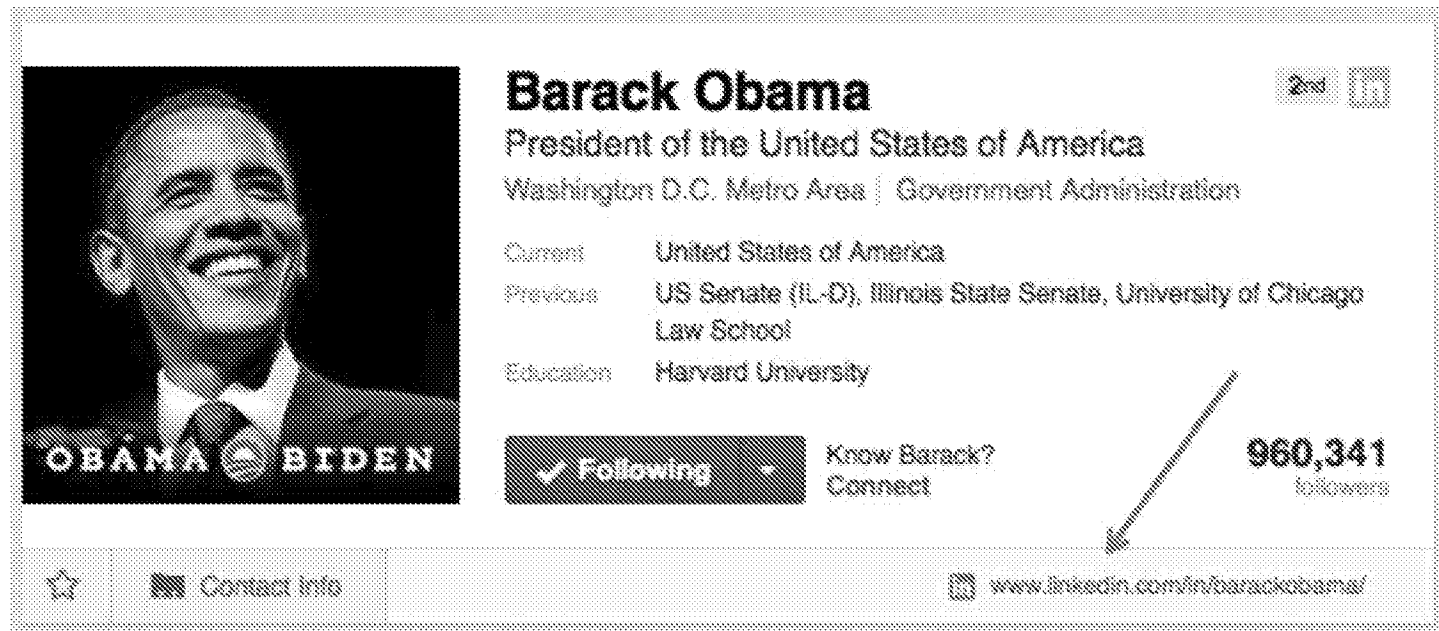 Barack Obama
2nd in
President of the United States of America
Washington D.C. Metro Area | Government Administration
Current United States of America
Previous US Senate (IL-D), Illinois State Senate, University of Chicago
Law School
Education Harvard University
OBAMA BIDEN
Following
Know Barack?
Connect
960,341
followers
Contact Info
in www.linkedin.com/in/barackobama/